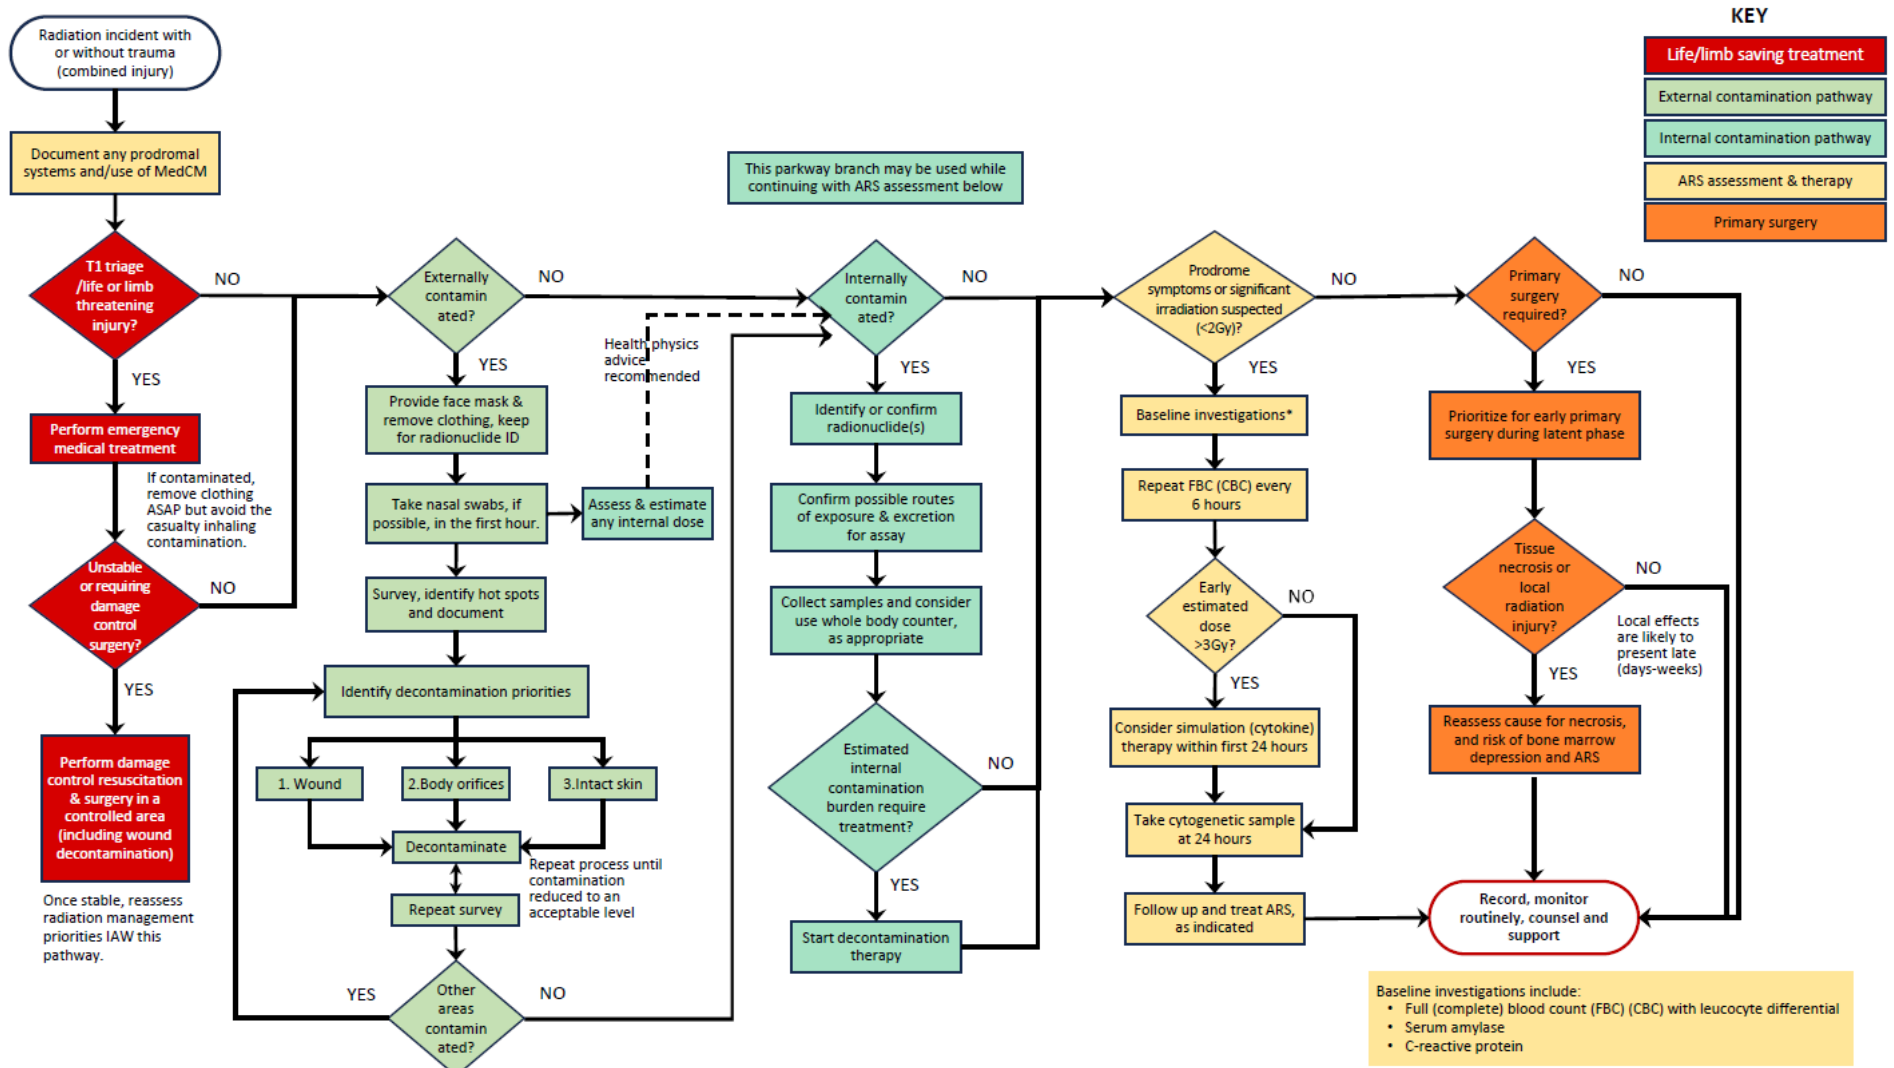 Radiation incident with
or without trauma
(combined injury)
Document any prodromal
systems and/use of MedCM
T1 triage
/life or limb
threatening
injury?
NO
YES
Perform emergency
medical treatment
If contaminated,
remove clothing
ASAP but avoid the
casualty inhaling
contamination.
Unstable
or requiring
damage
control
surgery?
NO
YES
Perform damage
control resuscitation
& surgery in a
controlled area
(including wound
decontamination)
Once stable, reassess
radiation management
priorities IAW this
pathway.
Externally
contamin
ated?
NO
YES
Provide face mask &
remove clothing, keep
for radionuclide ID
Take nasal swabs, if
possible, in the first hour.
Assess & estimate
any internal dose
Health physics
advice
recommended
Survey, identify hot spots
and document
Identify decontamination priorities
1. Wound
2.Body orifices
3.Intact skin
Decontaminate
Repeat process until
contamination
reduced to an
acceptable level
Repeat survey
Other
areas
contamin
ated?
YES
NO
This parkway branch may be used while
continuing with ARS assessment below
Internally
contamin
ated?
NO
YES
Identify or confirm
radionuclide(s)
Confirm possible routes
of exposure & excretion
for assay
Collect samples and consider
use whole body counter,
as appropriate
Estimated
internal
contamination
burden require
treatment?
NO
YES
Start decontamination
therapy
Prodrome
symptoms or significant
irradiation suspected
(<2Gy)?
NO
YES
Baseline investigations*
Repeat FBC (CBC) every
6 hours
Early
estimated
dose
>3Gy?
NO
YES
Consider simulation (cytokine)
therapy within first 24 hours
Take cytogenetic sample
at 24 hours
Follow up and treat ARS,
as indicated
Primary
surgery
required?
NO
YES
Prioritize for early primary
surgery during latent phase
Tissue
necrosis or
local
radiation
injury?
NO
YES
Local effects
are likely to
present late
(days-weeks)
Reassess cause for necrosis,
and risk of bone marrow
depression and ARS
Record, monitor
routinely, counsel and
support
KEY
Life/limb saving treatment
External contamination pathway
Internal contamination pathway
ARS assessment & therapy
Primary surgery
Baseline investigations include:
• Full (complete) blood count (FBC) (CBC) with leucocyte differential
• Serum amylase
• C-reactive protein